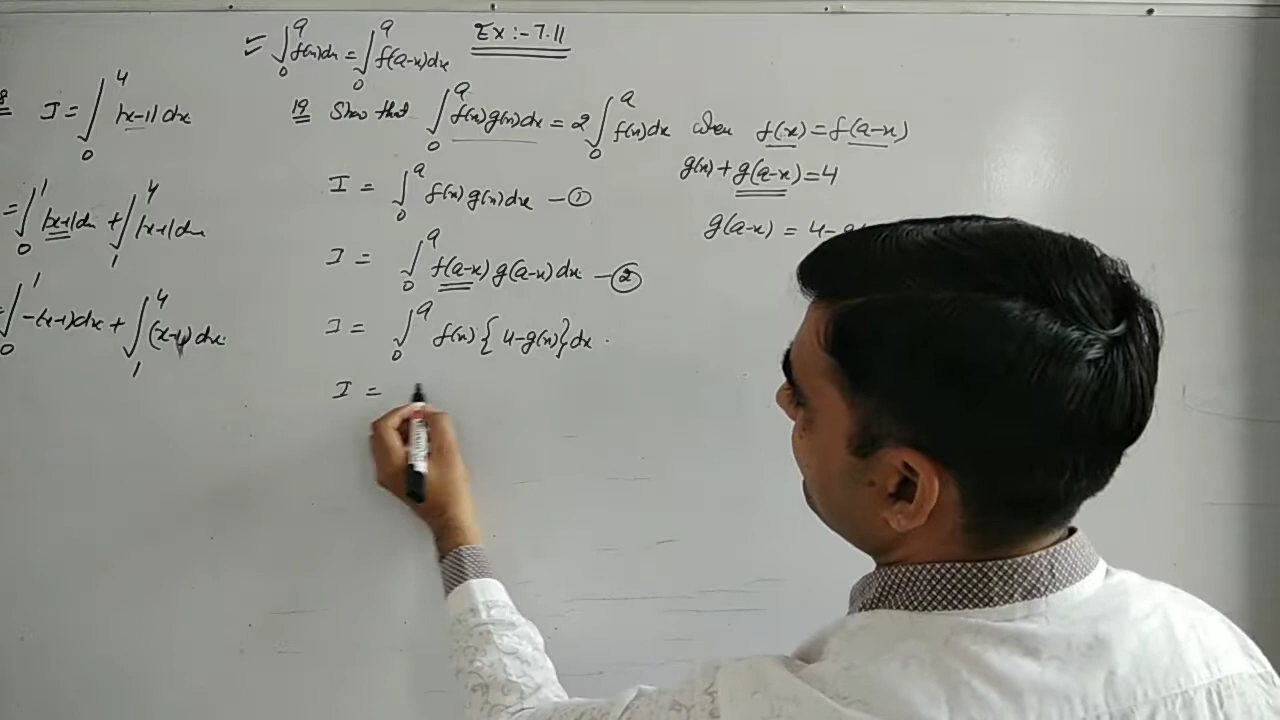 ∫₀ᵃ f(x)dx = ∫₀ᵃ f(a-x)dx Ex:- 7.11
8 I = ∫₀⁴ |x-1| dx
= ∫₀¹ |x-1|dx + ∫₁⁴ |x-1|dx
= ∫₀¹ -(x-1)dx + ∫₁⁴ (x-1)dx
19 Show that ∫₀ᵃ f(x)g(x)dx = 2∫₀ᵃ f(x)dx when f(x) = f(a-x)
g(x) + g(a-x) = 4
g(a-x) = 4-
I = ∫₀ᵃ f(x)g(x)dx — ①
I = ∫₀ᵃ f(a-x)g(a-x)dx — ②
I = ∫₀ᵃ f(x){4-g(x)}dx.
I =